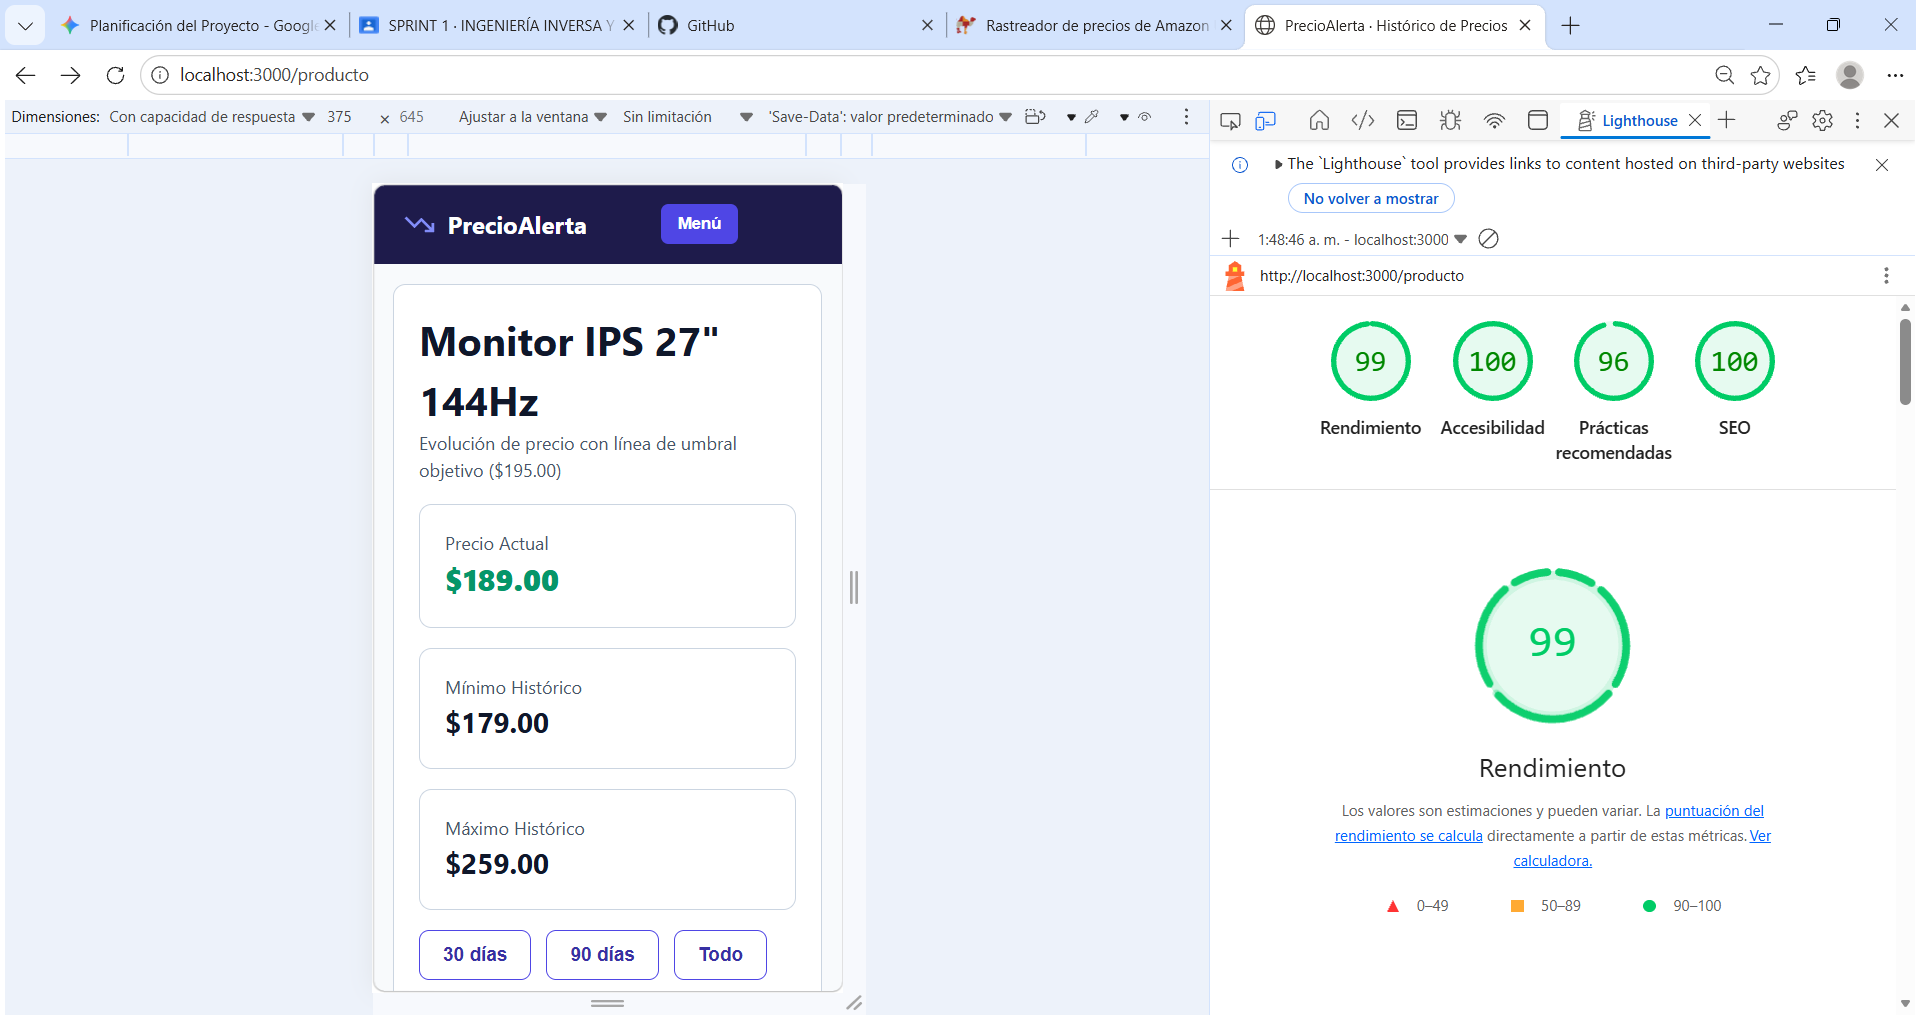 Planificación del Proyecto - Google
SPRINT 1 · INGENIERÍA INVERSA Y
GitHub
Rastreador de precios de Amazon
PrecioAlerta · Histórico de Precios
localhost:3000/producto
Dimensiones: Con capacidad de respuesta 375 × 645 Ajustar a la ventana Sin limitación 'Save-Data': valor predeterminado
Lighthouse
The `Lighthouse` tool provides links to content hosted on third-party websites
No volver a mostrar
1:48:46 a. m. - localhost:3000
http://localhost:3000/producto
PrecioAlerta
Menú
Monitor IPS 27"
144Hz
Evolución de precio con línea de umbral
objetivo ($195.00)
Precio Actual
$189.00
Mínimo Histórico
$179.00
Máximo Histórico
$259.00
30 días
90 días
Todo
99
100
96
100
Rendimiento
Accesibilidad
Prácticas
recomendadas
SEO
99
Rendimiento
Los valores son estimaciones y pueden variar. La puntuación del
rendimiento se calcula directamente a partir de estas métricas. Ver
calculadora.
0–49
50–89
90–100